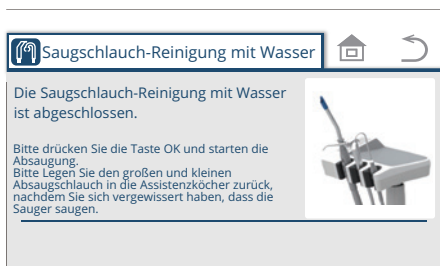 Saugschlauch-Reinigung mit Wasser
Die Saugschlauch-Reinigung mit Wasser
ist abgeschlossen.
Bitte drücken Sie die Taste OK und starten die
Absaugung.
Bitte Legen Sie den großen und kleinen
Absaugschlauch in die Assistenzköcher zurück,
nachdem Sie sich vergewissert haben, dass die
Sauger saugen.